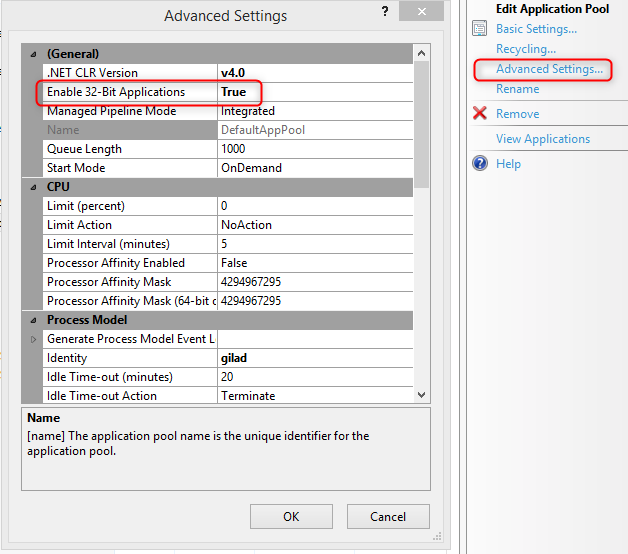 Advanced Settings
?
(General)
.NET CLR Version v4.0
Enable 32-Bit Applications True
Managed Pipeline Mode Integrated
Name DefaultAppPool
Queue Length 1000
Start Mode OnDemand
CPU
Limit (percent) 0
Limit Action NoAction
Limit Interval (minutes) 5
Processor Affinity Enabled False
Processor Affinity Mask 4294967295
Processor Affinity Mask (64-bit o 4294967295
Process Model
Generate Process Model Event L
Identity gilad
Idle Time-out (minutes) 20
Idle Time-out Action Terminate
Name
[name] The application pool name is the unique identifier for the
application pool.
OK Cancel
Edit Application Pool
Basic Settings...
Recycling...
Advanced Settings...
Rename
Remove
View Applications
Help